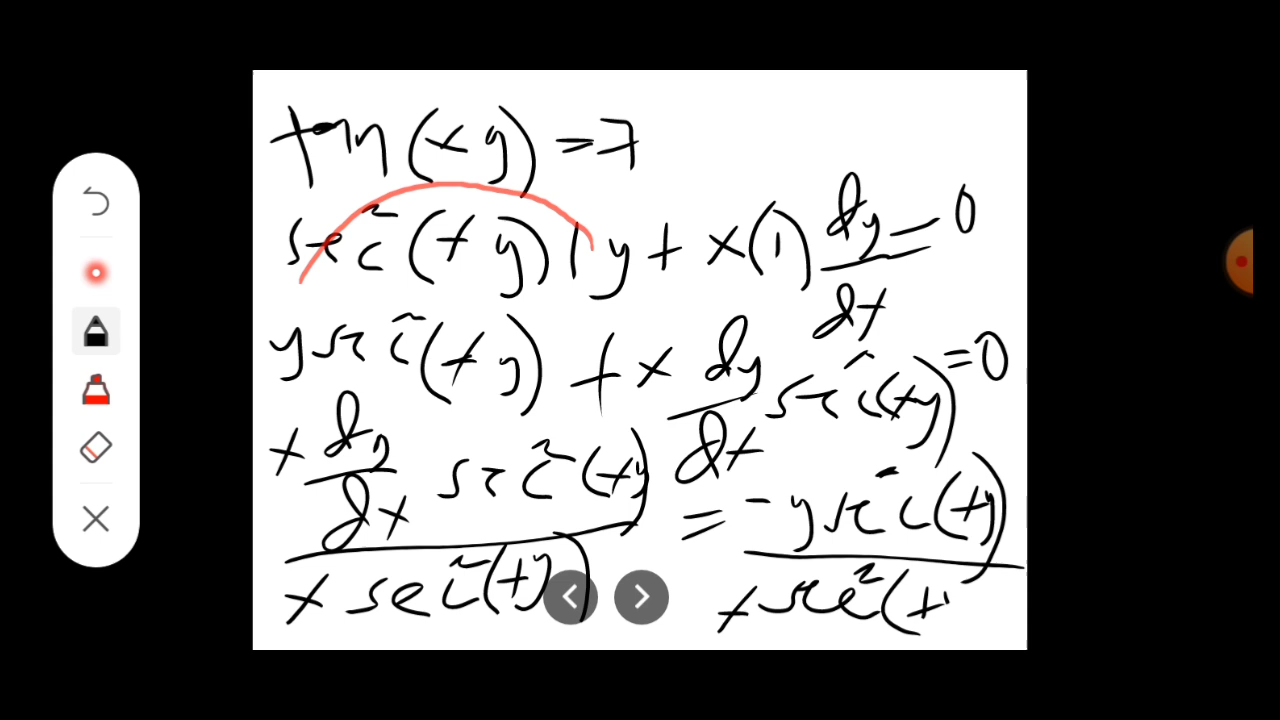 tan(xy) = 7
sec²(xy) 1y + x(1) dy/dx = 0
y sec²(xy) + x dy/dx sec²(xy) = 0
x dy/dx sec²(xy) / x sec²(xy) = -y sec²(xy) / x sec²(x